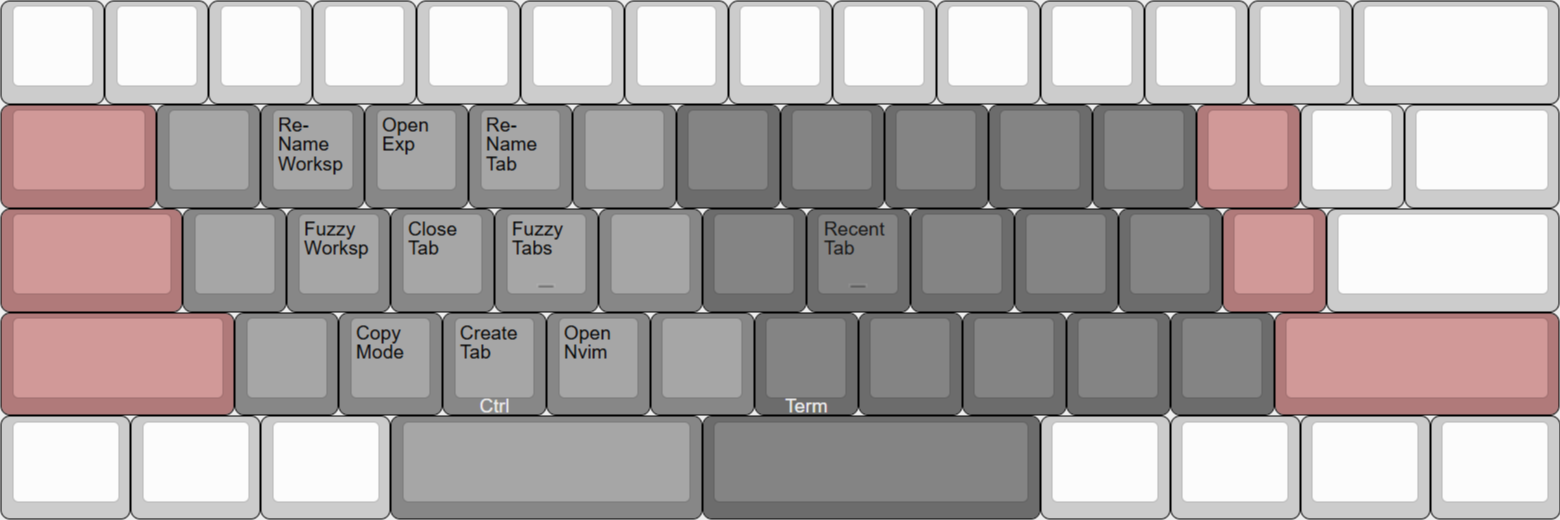 Re-
Name
Worksp
Open
Exp
Re-
Name
Tab
Fuzzy
Worksp
Close
Tab
Fuzzy
Tabs
Recent
Tab
Copy
Mode
Create
Tab
Open
Nvim
Ctrl
Term